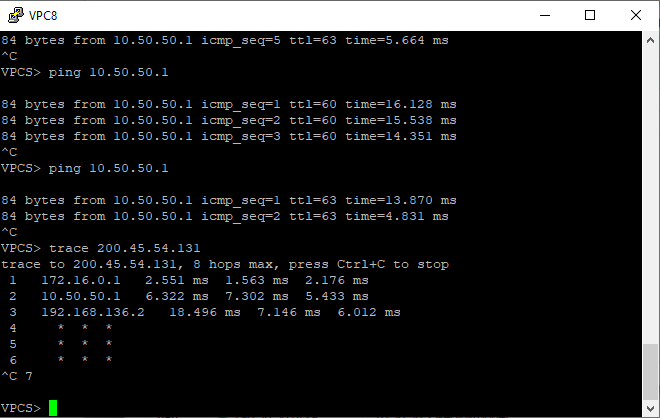 VPC8
84 bytes from 10.50.50.1 icmp_seq=5 ttl=63 time=5.664 ms
^C
VPCS> ping 10.50.50.1
84 bytes from 10.50.50.1 icmp_seq=1 ttl=60 time=16.128 ms
84 bytes from 10.50.50.1 icmp_seq=2 ttl=60 time=15.538 ms
84 bytes from 10.50.50.1 icmp_seq=3 ttl=60 time=14.351 ms
^C
VPCS> ping 10.50.50.1
84 bytes from 10.50.50.1 icmp_seq=1 ttl=63 time=13.870 ms
84 bytes from 10.50.50.1 icmp_seq=2 ttl=63 time=4.831 ms
^C
VPCS> trace 200.45.54.131
trace to 200.45.54.131, 8 hops max, press Ctrl+C to stop
1 172.16.0.1 2.551 ms 1.563 ms 2.176 ms
2 10.50.50.1 6.322 ms 7.302 ms 5.433 ms
3 192.168.136.2 18.496 ms 7.146 ms 6.012 ms
4 * * *
5 * * *
6 * * *
^C 7
VPCS>